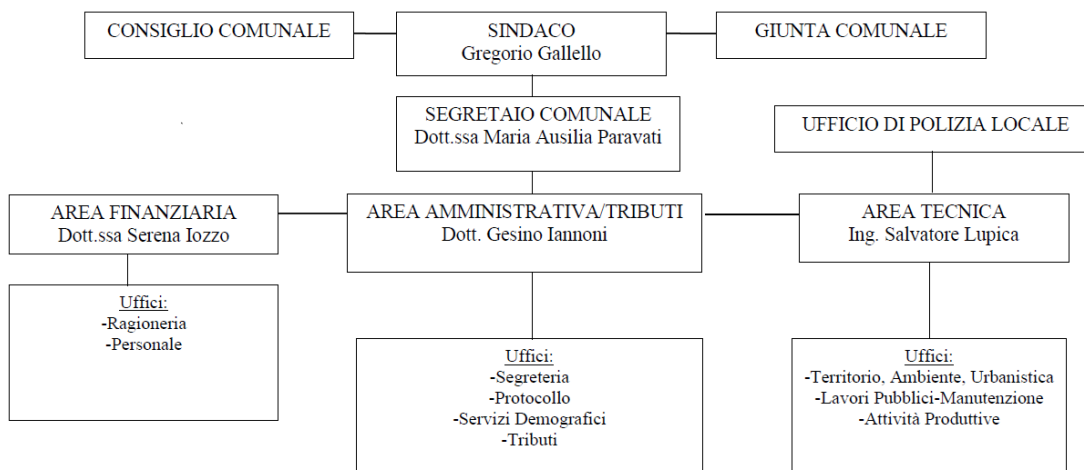 CONSIGLIO COMUNALE
SINDACO
Gregorio Gallello
GIUNTA COMUNALE
SEGRETAIO COMUNALE
Dott.ssa Maria Ausilia Paravati
UFFICIO DI POLIZIA LOCALE
AREA FINANZIARIA
Dott.ssa Serena Iozzo
AREA AMMINISTRATIVA/TRIBUTI
Dott. Gesino Iannoni
AREA TECNICA
Ing. Salvatore Lupica
Uffici:
-Ragioneria
-Personale
Uffici:
-Segreteria
-Protocollo
-Servizi Demografici
-Tributi
Uffici:
-Territorio, Ambiente, Urbanistica
-Lavori Pubblici-Manutenzione
-Attività Produttive